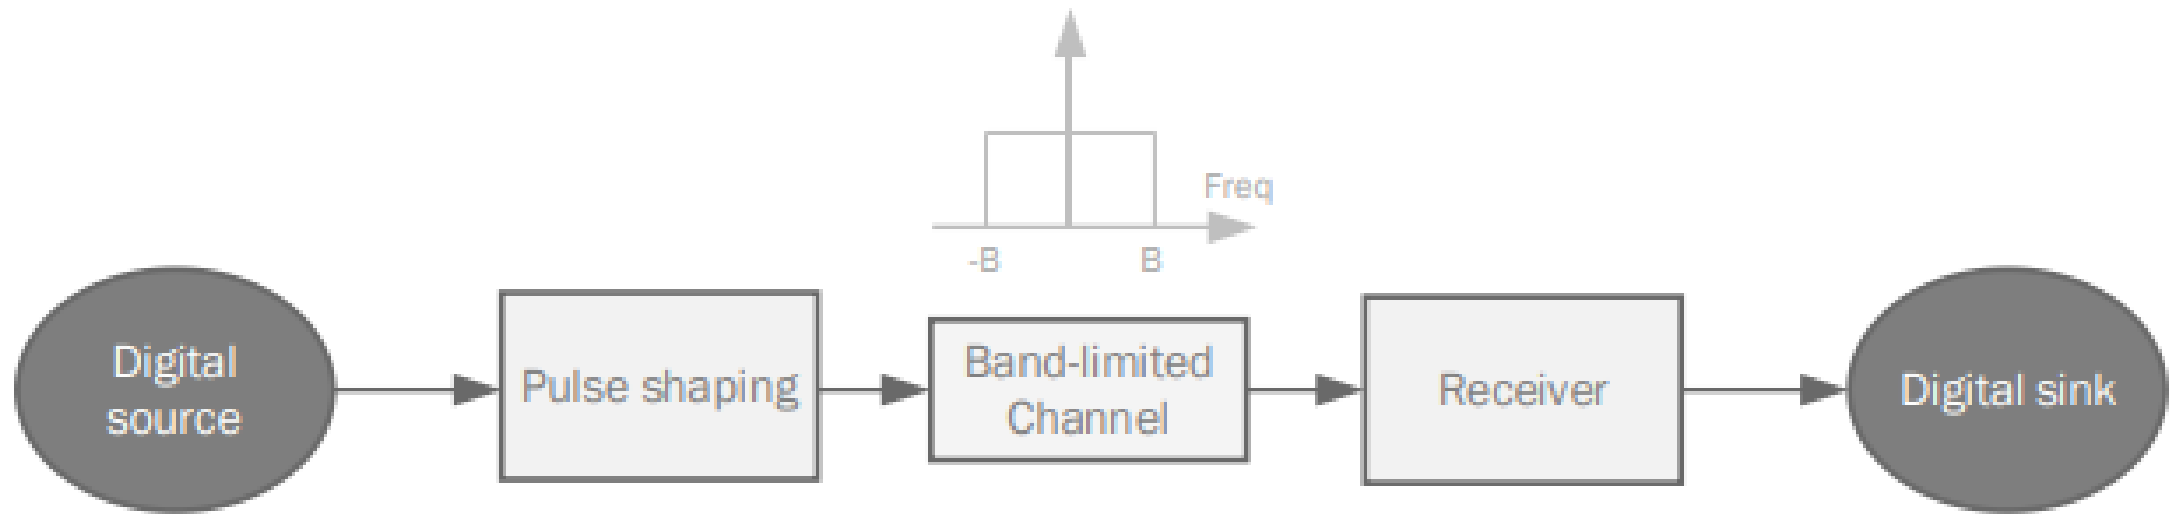 Freq
-B
B
Digital
source
Pulse shaping
Band-limited
Channel
Receiver
Digital sink